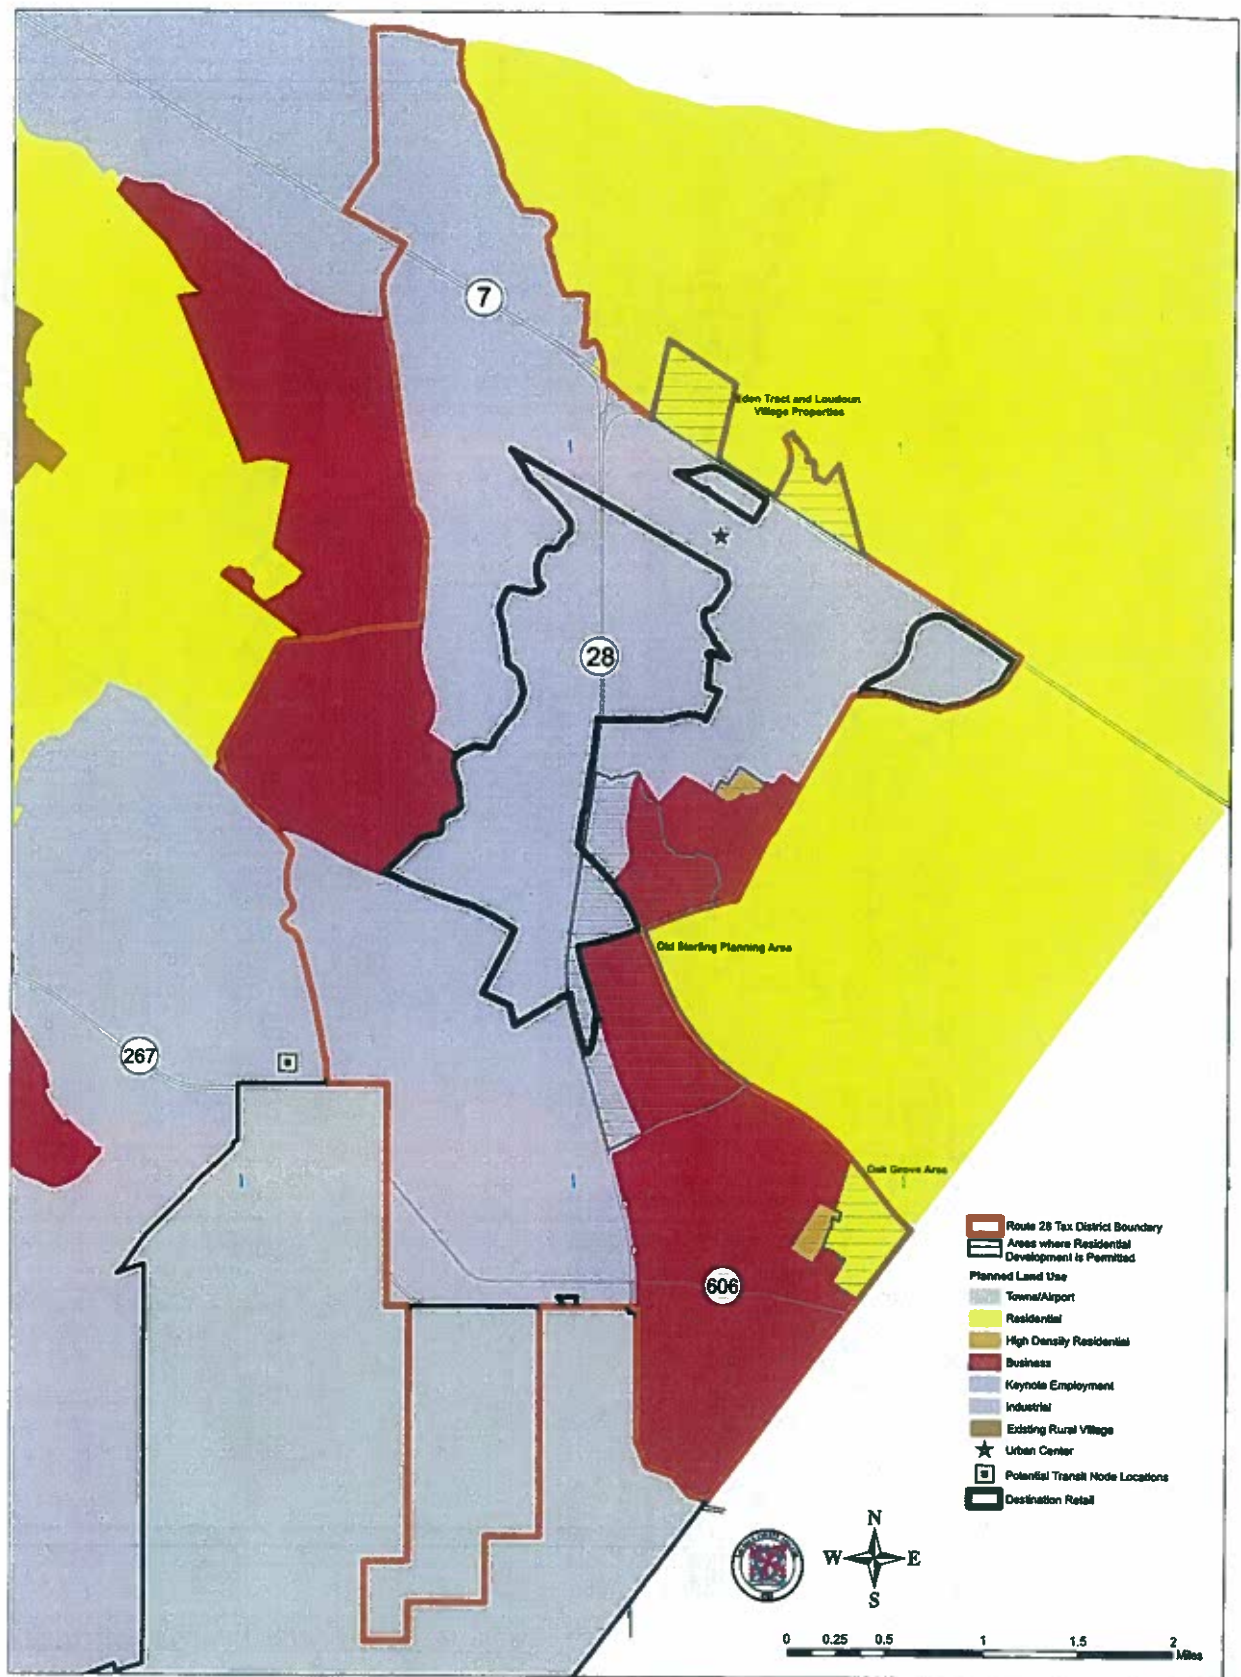 7
Eden Tract and Loudoun
Village Properties
28
Old Sterling Planning Area
267
Oak Grove Area
606
Route 28 Tax District Boundary
Areas where Residential
Development is Permitted
Planned Land Use
Towns/Airport
Residential
High Density Residential
Business
Keynote Employment
Industrial
Existing Rural Village
Urban Center
Potential Transit Node Locations
Destination Retail
N
W E
S
0 0.25 0.5 1 1.5 2
Miles